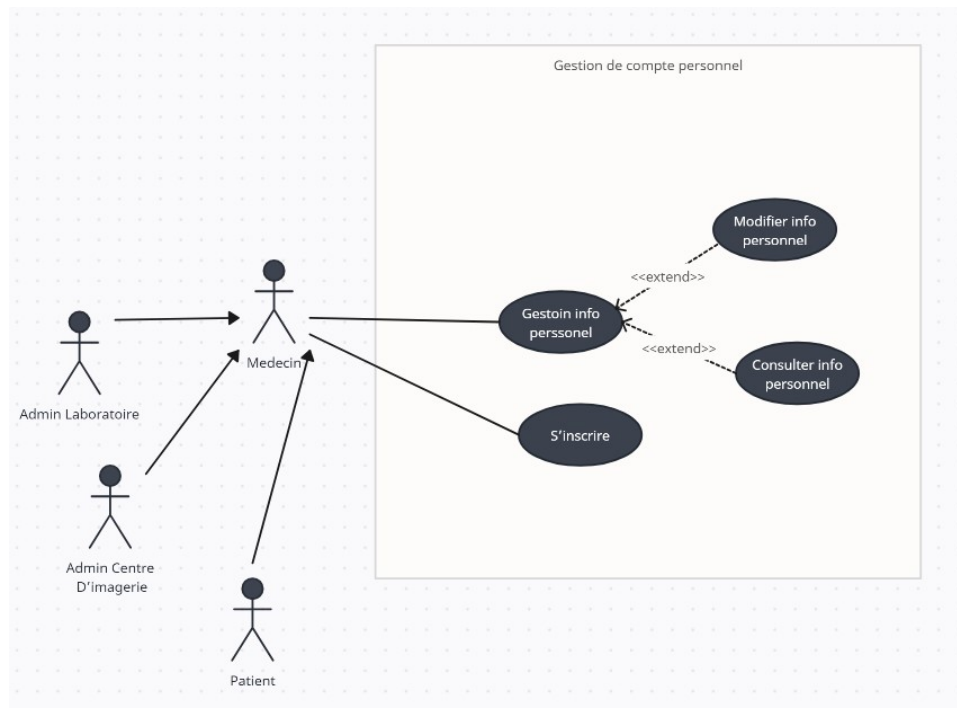 Gestion de compte personnel
Modifier info
personnel
<<extend>>
Gestoin info
perssonel
<<extend>>
Consulter info
personnel
S'inscrire
Medecin
Admin Laboratoire
Admin Centre
D'imagerie
Patient